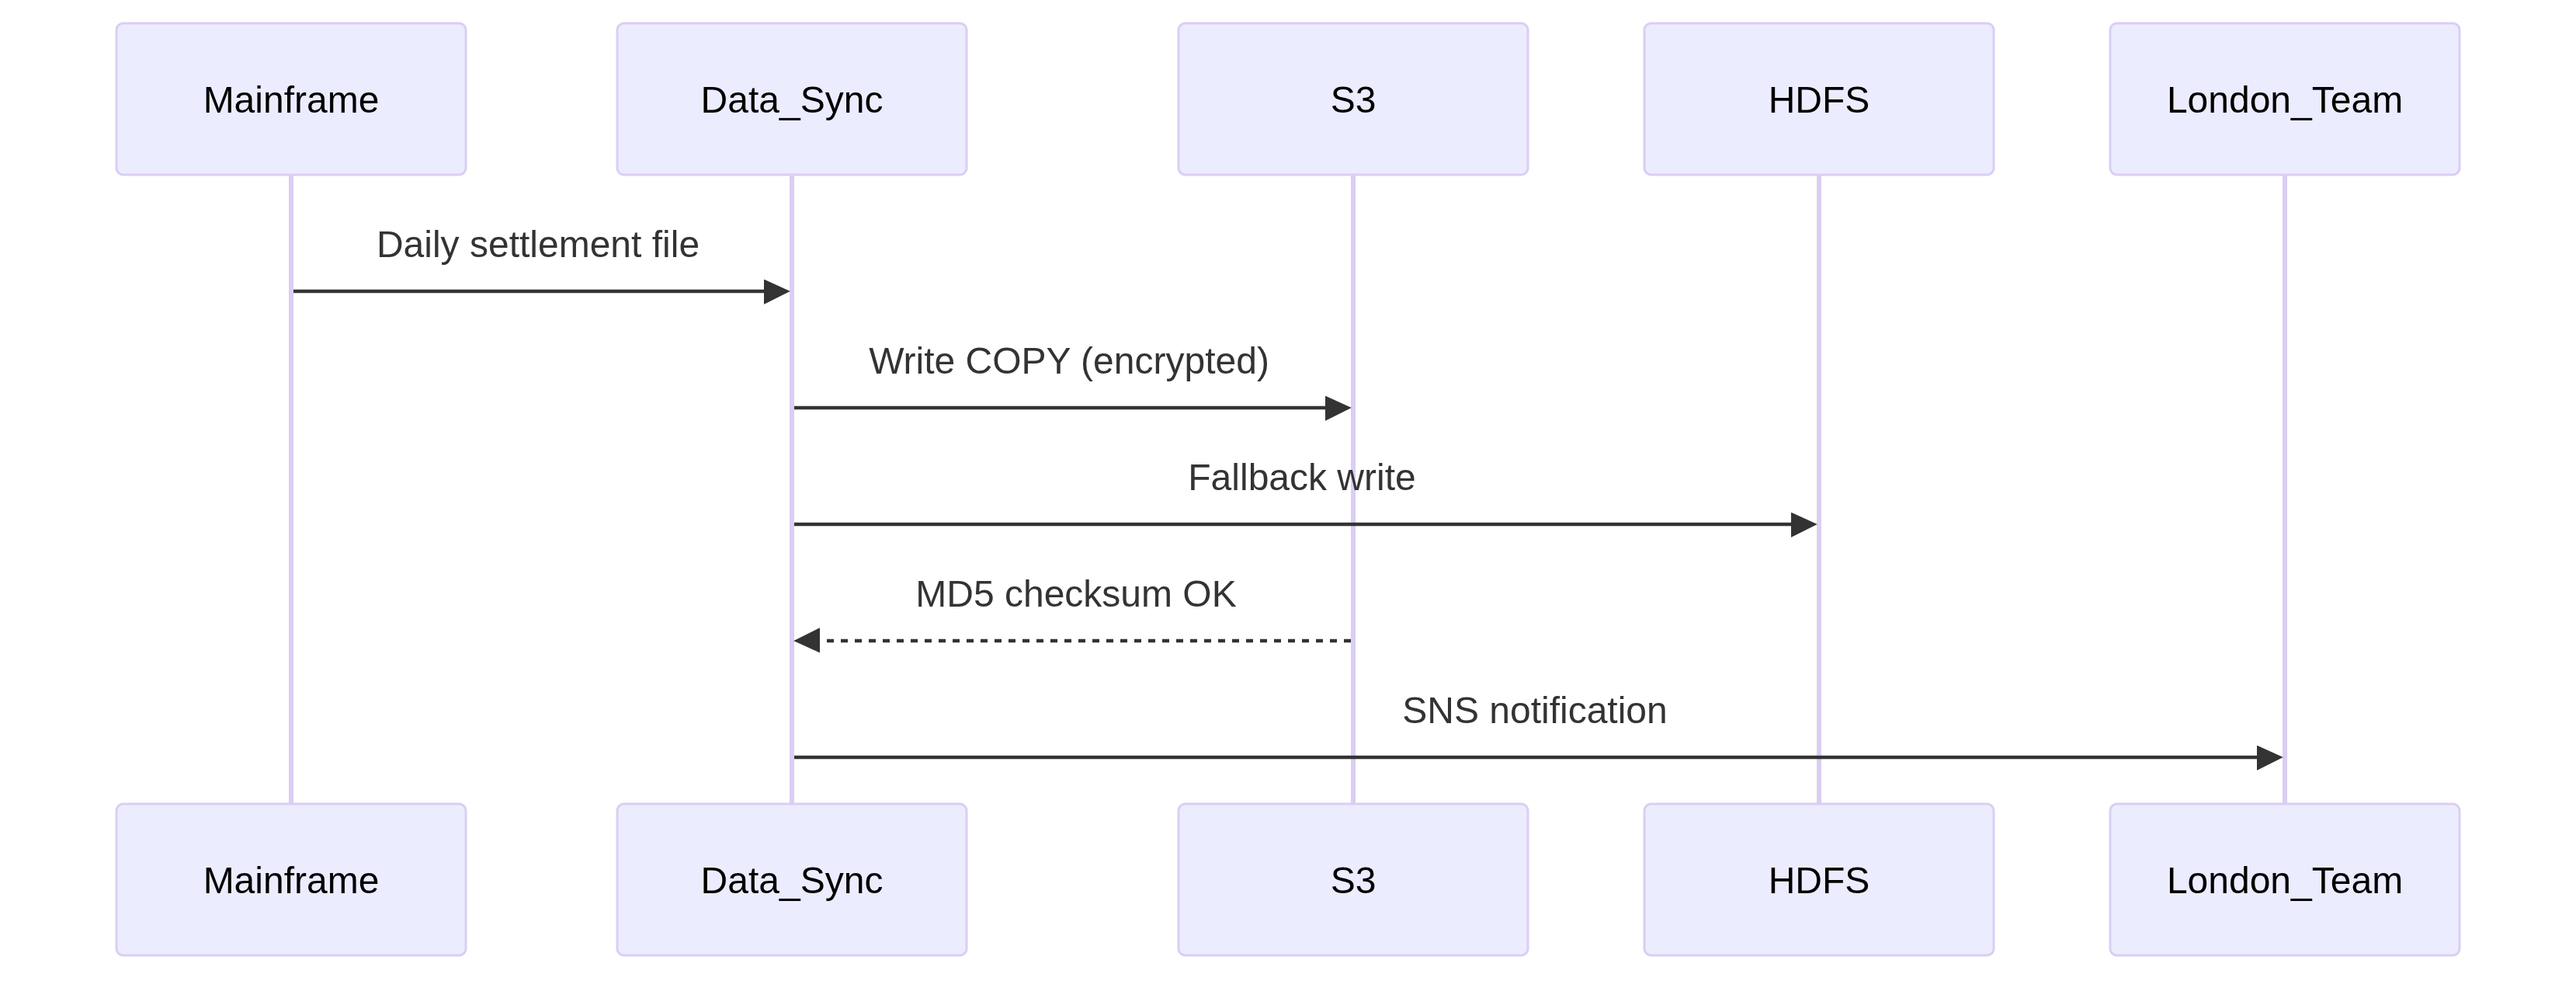 Mainframe
Data_Sync
S3
HDFS
London_Team
Daily settlement file
Write COPY (encrypted)
Fallback write
MD5 checksum OK
SNS notification
Mainframe
Data_Sync
S3
HDFS
London_Team